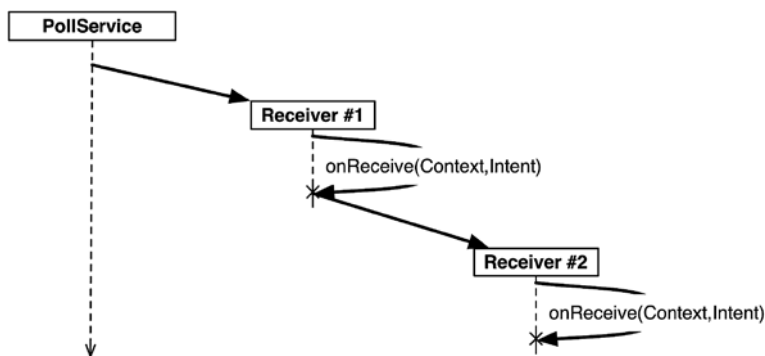 PollService
Receiver #1
onReceive(Context,Intent)
Receiver #2
onReceive(Context,Intent)